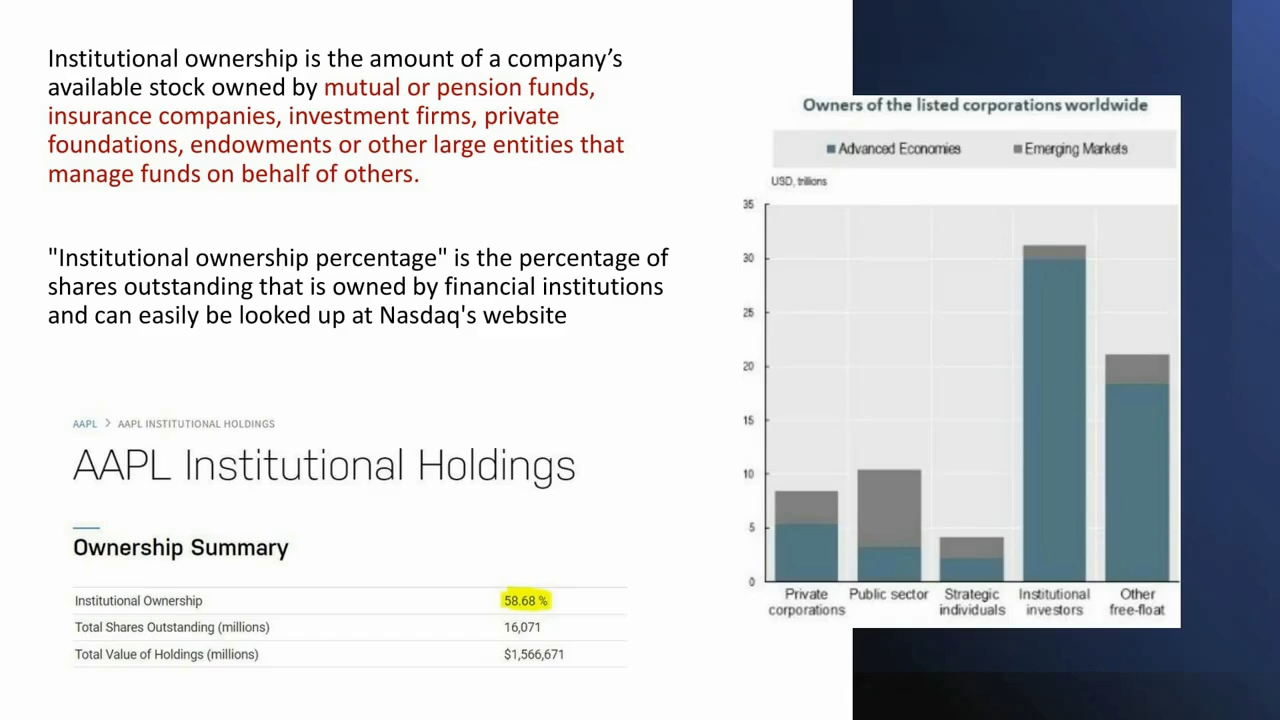 Institutional ownership is the amount of a company’s
available stock owned by mutual or pension funds,
insurance companies, investment firms, private
foundations, endowments or other large entities that
manage funds on behalf of others.
"Institutional ownership percentage" is the percentage of
shares outstanding that is owned by financial institutions
and can easily be looked up at Nasdaq's website
AAPL > AAPL INSTITUTIONAL HOLDINGS
AAPL Institutional Holdings
Ownership Summary
Institutional Ownership 58.68 %
Total Shares Outstanding (millions) 16,071
Total Value of Holdings (millions) $1,566,671
Owners of the listed corporations worldwide
Advanced Economies Emerging Markets
USD, trillions
35
30
25
20
15
10
5
0
Private Public sector Strategic Institutional Other
corporations individuals investors free-float